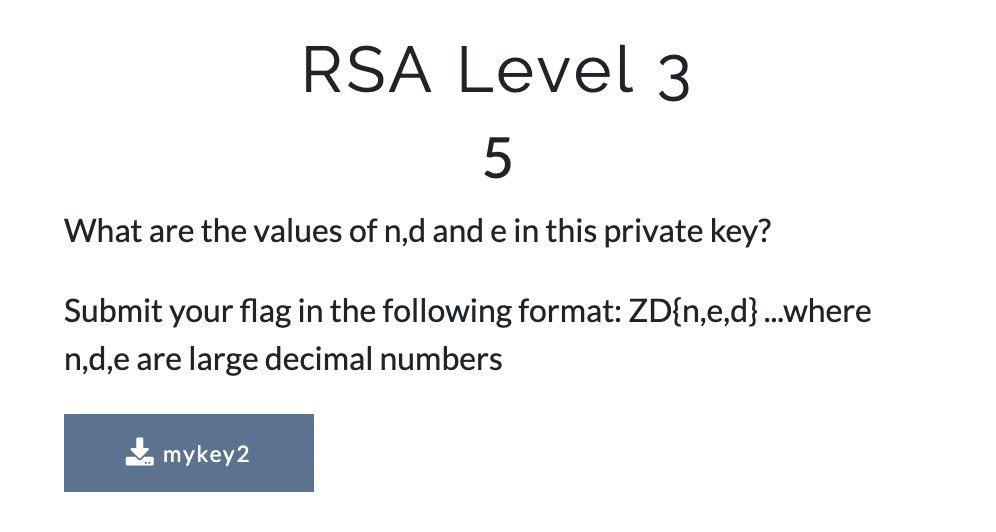 RSA Level 3
5
What are the values of n,d and e in this private key?
Submit your flag in the following format: ZD{n,e,d} ...where
n,d,e are large decimal numbers
mykey2